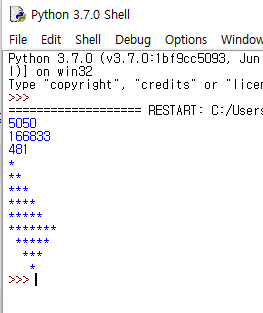 Python 3.7.0 Shell
File Edit Shell Debug Options Window
Python 3.7.0 (v3.7.0:1bf9cc5093, Jun
)] on win32
Type "copyright", "credits" or "licen
>>>
=================== RESTART: C:/Users
5050
166833
481
*
**
***
****
*****
*******
 *****
  ***
   *
>>>